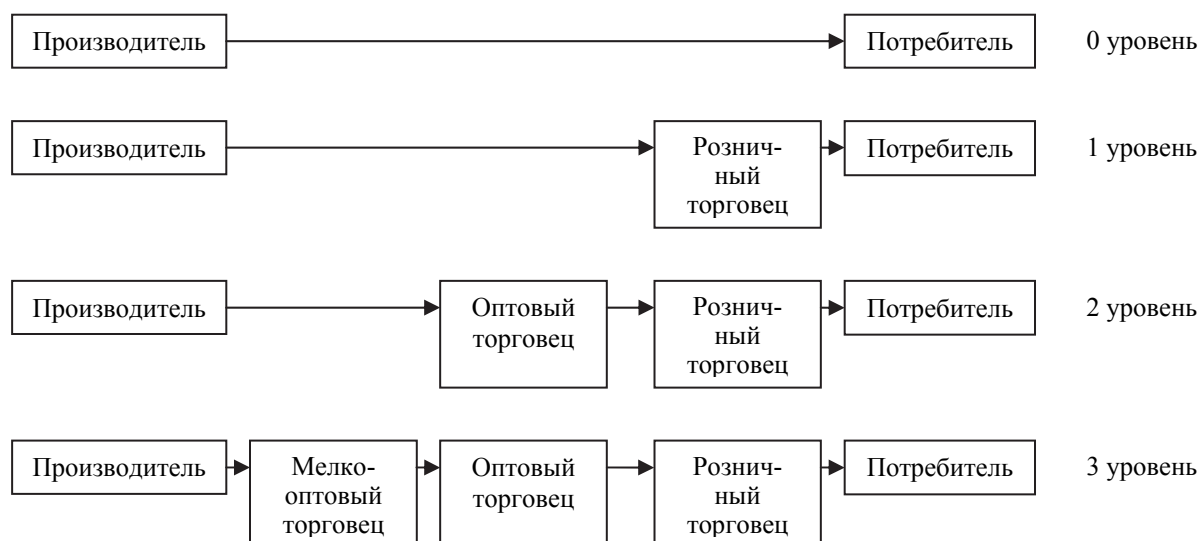 Производитель Потребитель 0 уровень
Производитель Рознич- Потребитель 1 уровень
ный
торговец
Производитель Оптовый Рознич- Потребитель 2 уровень
торговец ный
торговец
Производитель Мелко- Оптовый Рознич- Потребитель 3 уровень
оптовый торговец ный
торговец торговец